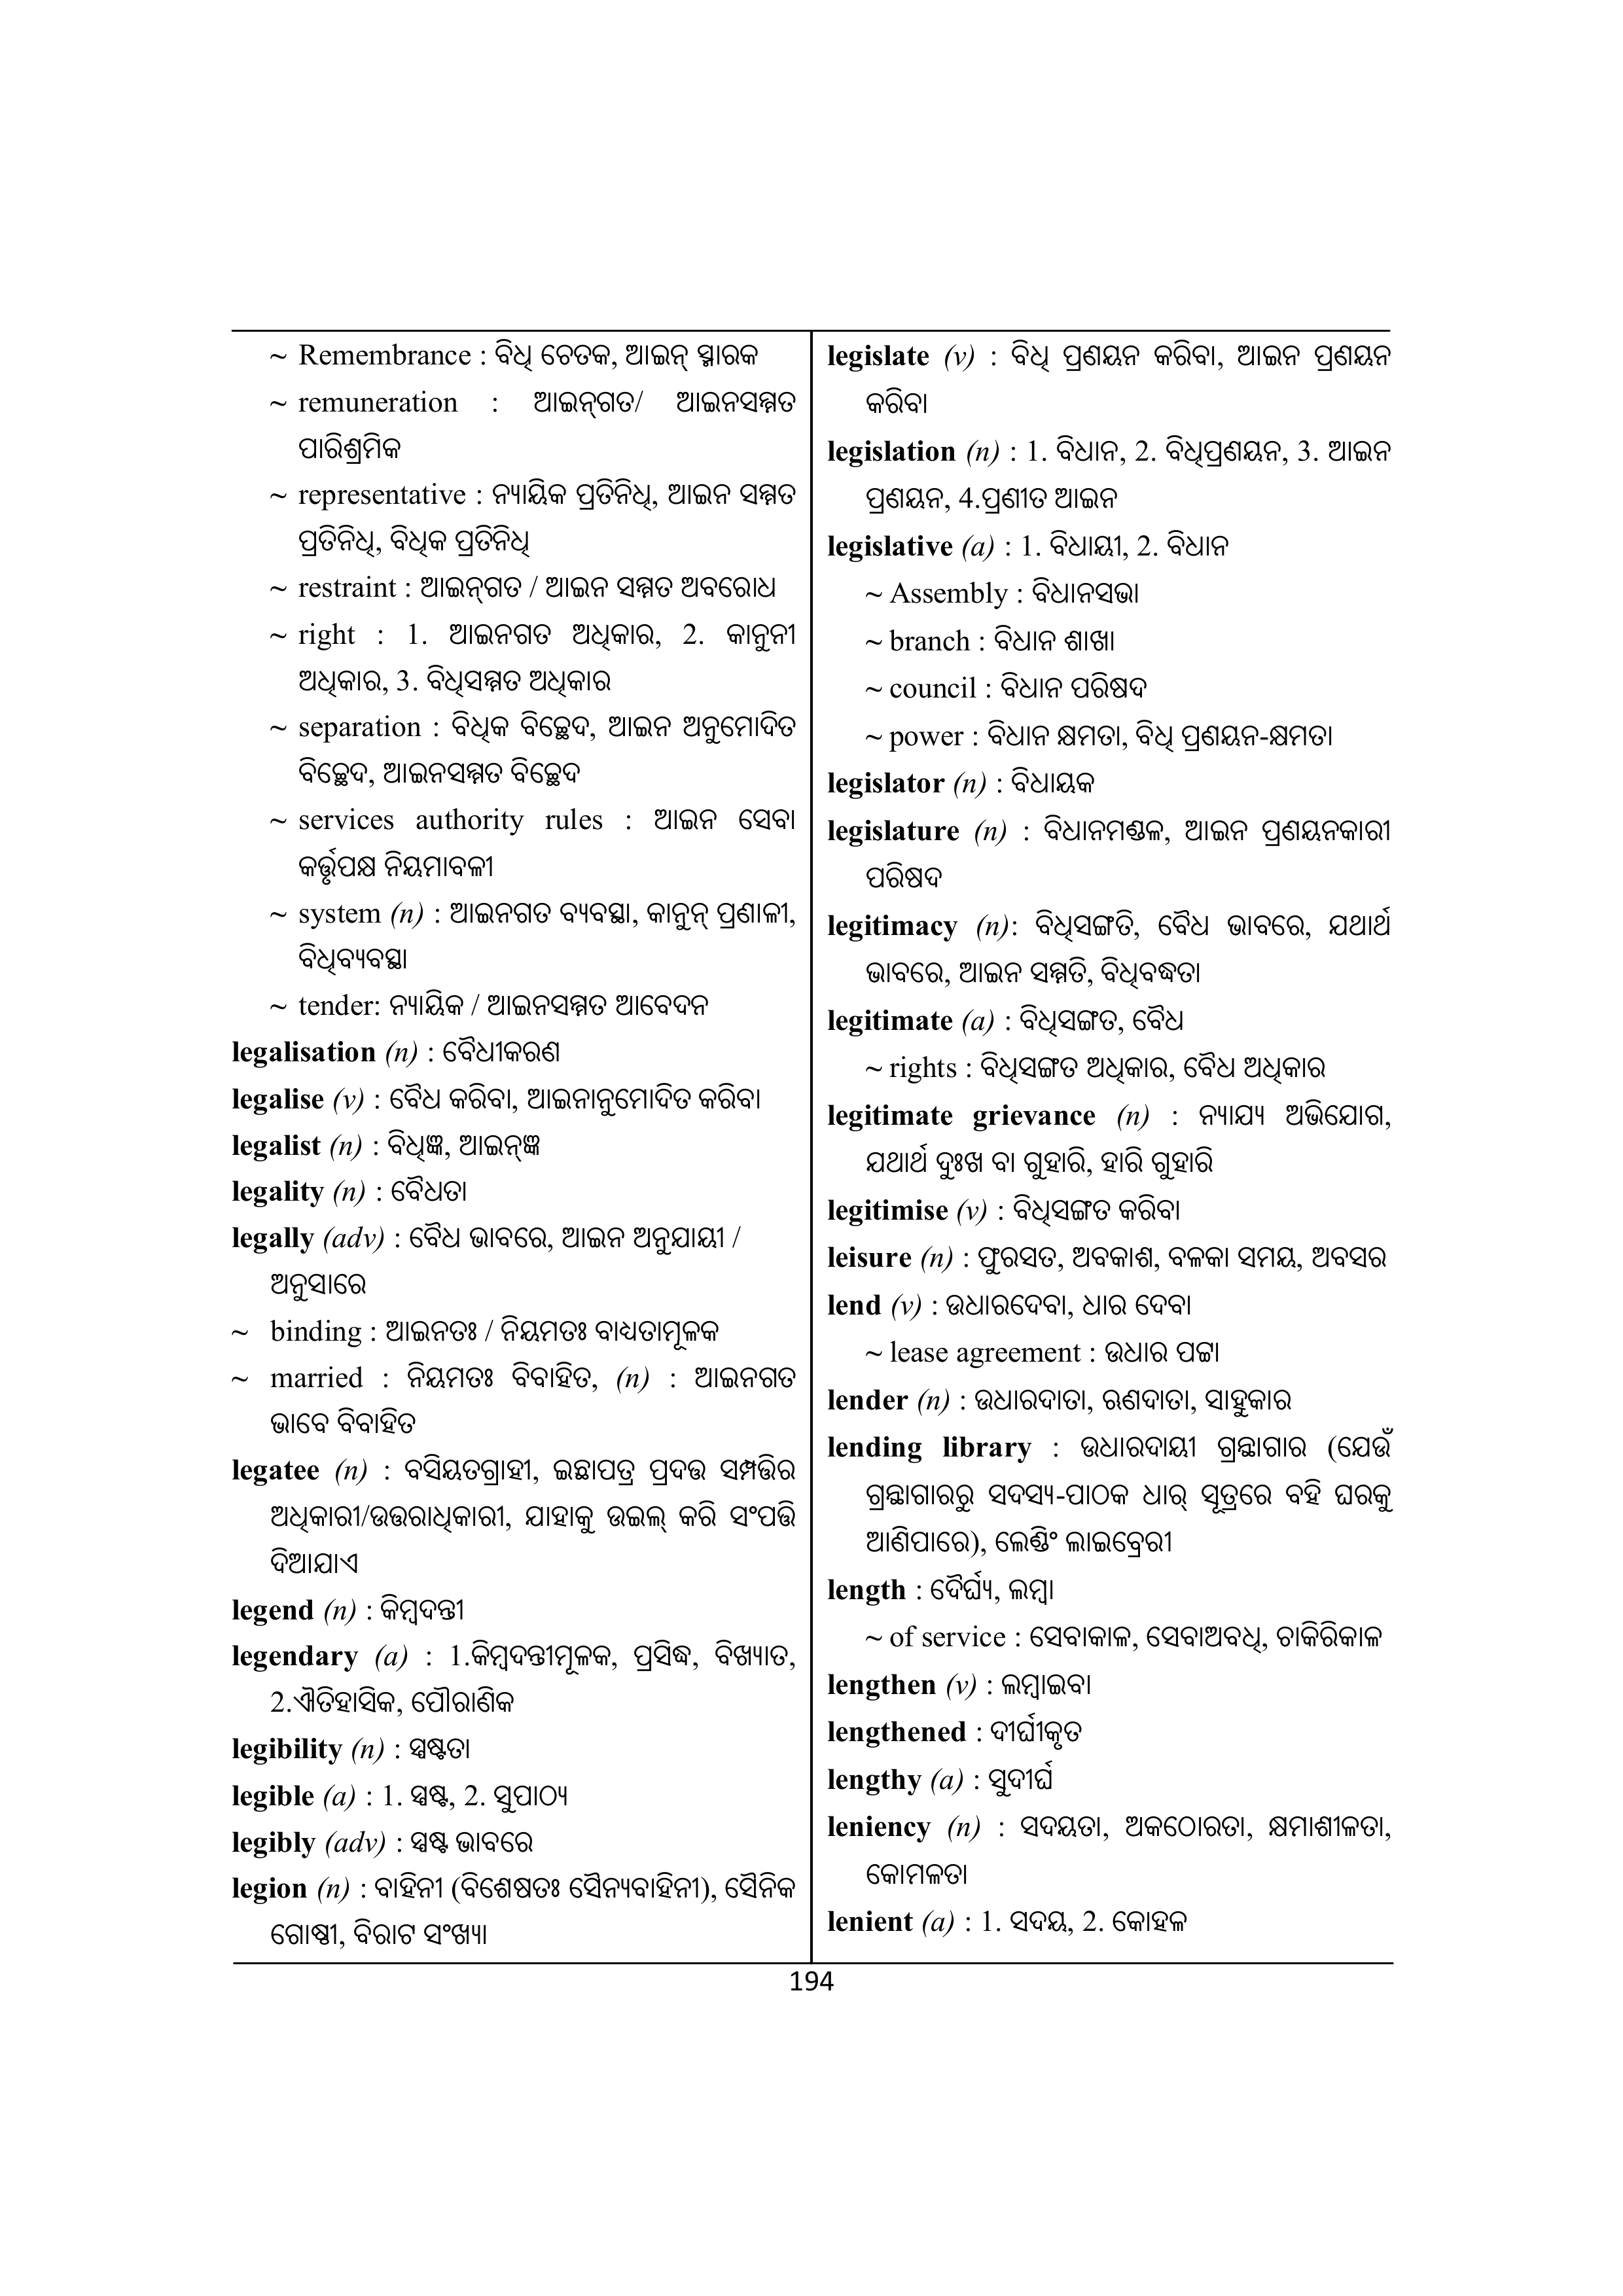 ~ Remembrance : ବିଧି ଚେତକ, ଆଇନ୍ ସ୍ମାରକ
~ remuneration : ଆଇନ୍‌ଗତ/ ଆଇନସମ୍ମତ
ପାରିଶ୍ରମିକ
~ representative : ନ୍ୟାୟିକ ପ୍ରତିନିଧି, ଆଇନ ସମ୍ମତ
ପ୍ରତିନିଧି, ବିଧିକ ପ୍ରତିନିଧି
~ restraint : ଆଇନ୍‌ଗତ / ଆଇନ ସମ୍ମତ ଅବରୋଧ
~ right : 1. ଆଇନଗତ ଅଧିକାର, 2. କାନୁନୀ
ଅଧିକାର, 3. ବିଧିସମ୍ମତ ଅଧିକାର
~ separation : ବିଧିକ ବିଚ୍ଛେଦ, ଆଇନ ଅନୁମୋଦିତ
ବିଚ୍ଛେଦ, ଆଇନସମ୍ମତ ବିଚ୍ଛେଦ
~ services authority rules : ଆଇନ ସେବା
କର୍ତ୍ତୃପକ୍ଷ ନିୟମାବଳୀ
~ system (n) : ଆଇନଗତ ବ୍ୟବସ୍ଥା, କାନୁନ୍ ପ୍ରଣାଳୀ,
ବିଧିବ୍ୟବସ୍ଥା
~ tender: ନ୍ୟାୟିକ / ଆଇନସମ୍ମତ ଆବେଦନ
legalisation (n) : ବୈଧୀକରଣ
legalise (v) : ବୈଧ କରିବା, ଆଇନାନୁମୋଦିତ କରିବା
legalist (n) : ବିଧିଜ୍ଞ, ଆଇନ୍‌ଜ୍ଞ
legality (n) : ବୈଧତା
legally (adv) : ବୈଧ ଭାବରେ, ଆଇନ ଅନୁଯାୟୀ /
ଅନୁସାରେ
~ binding : ଆଇନତଃ / ନିୟମତଃ ବାଧ୍ୟତାମୂଳକ
~ married : ନିୟମତଃ ବିବାହିତ, (n) : ଆଇନଗତ
ଭାବେ ବିବାହିତ
legatee (n) : ବସିୟତଗ୍ରାହୀ, ଇଛାପତ୍ର ପ୍ରଦତ୍ତ ସମ୍ପତ୍ତିର
ଅଧିକାରୀ/ଉତ୍ତରାଧିକାରୀ, ଯାହାକୁ ଉଇଲ୍ କରି ସଂପତ୍ତି
ଦିଆଯାଏ
legend (n) : କିମ୍ବଦନ୍ତୀ
legendary (a) : 1.କିମ୍ବଦନ୍ତୀମୂଳକ, ପ୍ରସିଦ୍ଧ, ବିଖ୍ୟାତ,
2.ଐତିହାସିକ, ପୌରାଣିକ
legibility (n) : ସ୍ପଷ୍ଟତା
legible (a) : 1. ସ୍ପଷ୍ଟ, 2. ସୁପାଠ୍ୟ
legibly (adv) : ସ୍ପଷ୍ଟ ଭାବରେ
legion (n) : ବାହିନୀ (ବିଶେଷତଃ ସୈନ୍ୟବାହିନୀ), ସୈନିକ
ଗୋଷ୍ଠୀ, ବିରାଟ ସଂଖ୍ୟା
legislate (v) : ବିଧି ପ୍ରଣୟନ କରିବା, ଆଇନ ପ୍ରଣୟନ
କରିବା
legislation (n) : 1. ବିଧାନ, 2. ବିଧିପ୍ରଣୟନ, 3. ଆଇନ
ପ୍ରଣୟନ, 4.ପ୍ରଣୀତ ଆଇନ
legislative (a) : 1. ବିଧାୟୀ, 2. ବିଧାନ
~ Assembly : ବିଧାନସଭା
~ branch : ବିଧାନ ଶାଖା
~ council : ବିଧାନ ପରିଷଦ
~ power : ବିଧାନ କ୍ଷମତା, ବିଧି ପ୍ରଣୟନ-କ୍ଷମତା
legislator (n) : ବିଧାୟକ
legislature (n) : ବିଧାନମଣ୍ଡଳ, ଆଇନ ପ୍ରଣୟନକାରୀ
ପରିଷଦ
legitimacy (n): ବିଧିସଙ୍ଗତି, ବୈଧ ଭାବରେ, ଯଥାର୍ଥ
ଭାବରେ, ଆଇନ ସମ୍ମତି, ବିଧିବଦ୍ଧତା
legitimate (a) : ବିଧିସଙ୍ଗତ, ବୈଧ
~ rights : ବିଧିସଙ୍ଗତ ଅଧିକାର, ବୈଧ ଅଧିକାର
legitimate grievance (n) : ନ୍ୟାଯ୍ୟ ଅଭିଯୋଗ,
ଯଥାର୍ଥ ଦୁଃଖ ବା ଗୁହାରି, ହାରି ଗୁହାରି
legitimise (v) : ବିଧିସଙ୍ଗତ କରିବା
leisure (n) : ଫୁରସତ, ଅବକାଶ, ବଳକା ସମୟ, ଅବସର
lend (v) : ଉଧାରଦେବା, ଧାର ଦେବା
~ lease agreement : ଉଧାର ପଟ୍ଟା
lender (n) : ଉଧାରଦାତା, ଋଣଦାତା, ସାହୁକାର
lending library : ଉଧାରଦାୟୀ ଗ୍ରନ୍ଥାଗାର (ଯେଉଁ
ଗ୍ରନ୍ଥାଗାରରୁ ସଦସ୍ୟ-ପାଠକ ଧାର୍ ସୂତ୍ରରେ ବହି ଘରକୁ
ଆଣିପାରେ), ଲେଣ୍ଡିଂ ଲାଇବ୍ରେରୀ
length : ଦୈର୍ଘ୍ୟ, ଲମ୍ବା
~ of service : ସେବାକାଳ, ସେବାଅବଧି, ଚାକିରିକାଳ
lengthen (v) : ଲମ୍ବାଇବା
lengthened : ଦୀର୍ଘୀକୃତ
lengthy (a) : ସୁଦୀର୍ଘ
leniency (n) : ସଦୟତା, ଅକଠୋରତା, କ୍ଷମାଶୀଳତା,
କୋମଳତା
lenient (a) : 1. ସଦୟ, 2. କୋହଳ
194